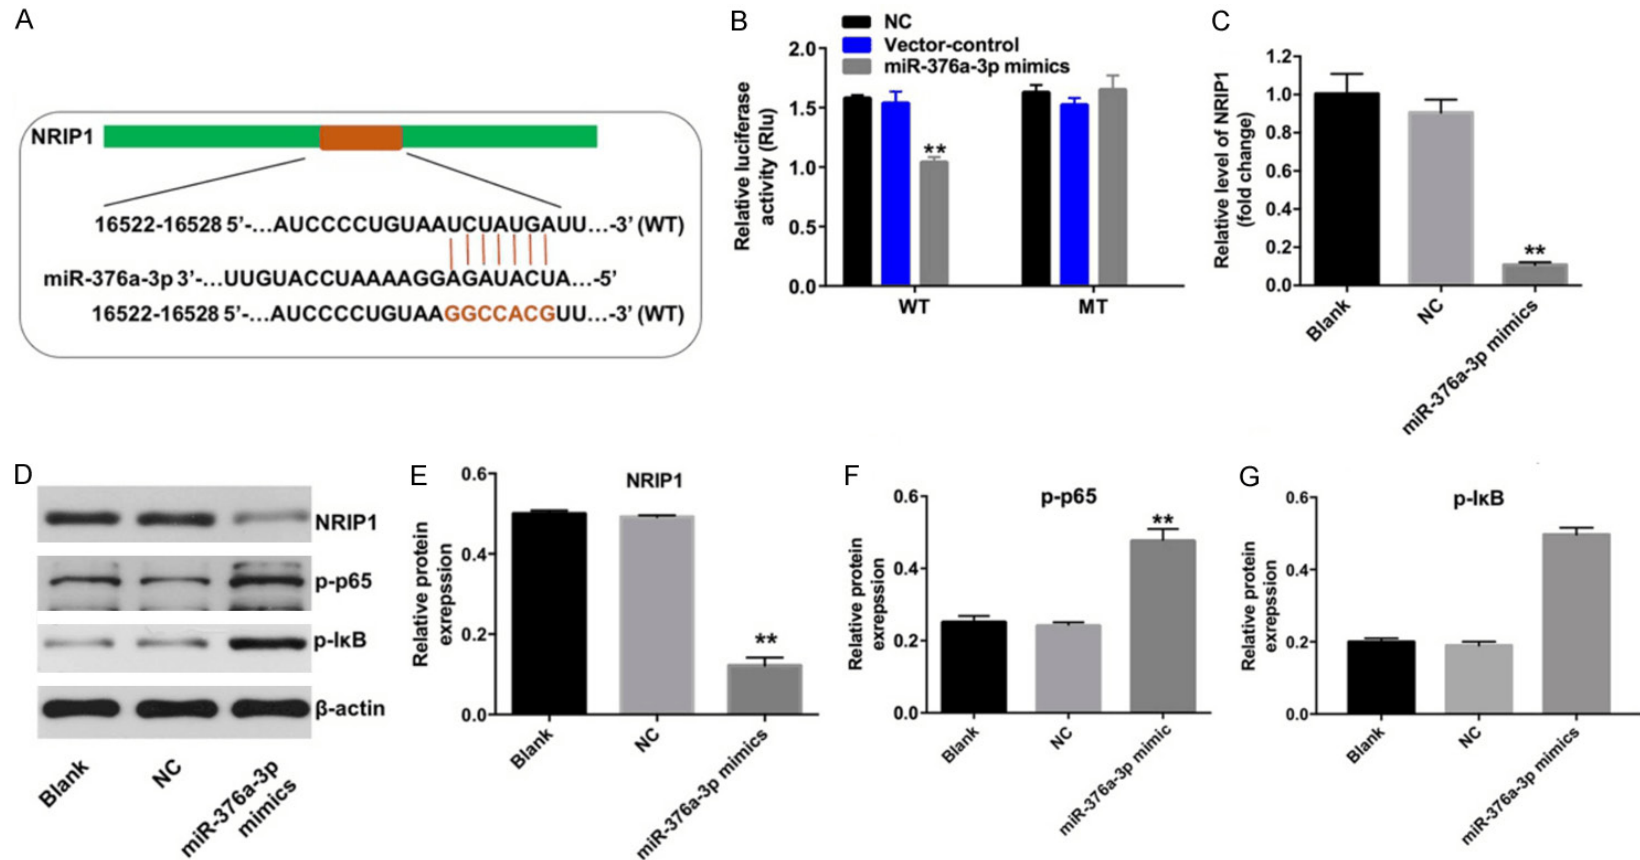 A
NRIP1
16522-16528 5'-...AUCCCCUGUAAUCUAUGAUU...-3' (WT)
miR-376a-3p 3'-...UUGUACCUAAAAGGAGAUACUA...-5'
16522-16528 5'-...AUCCCCUGUAAGGCCACGUU...-3' (WT)
B
NC
Vector-control
miR-376a-3p mimics
Relative luciferase
activity (Rlu)
2.0
1.5
1.0
0.5
0.0
**
WT
MT
C
Relative level of NRIP1
(fold change)
1.2
1.0
0.8
0.6
0.4
0.2
0.0
**
Blank
NC
miR-376a-3p mimics
D
NRIP1
p-p65
p-IκB
β-actin
Blank
NC
miR-376a-3p
mimics
E
NRIP1
Relative protein
exrepssion
0.6
0.4
0.2
0.0
**
Blank
NC
miR-376a-3p mimics
F
p-p65
Relative protein
exrepssion
0.6
0.4
0.2
0.0
**
Blank
NC
miR-376a-3p mimic
G
p-IκB
Relative protein
exrepssion
0.6
0.4
0.2
0.0
Blank
NC
miR-376a-3p mimics